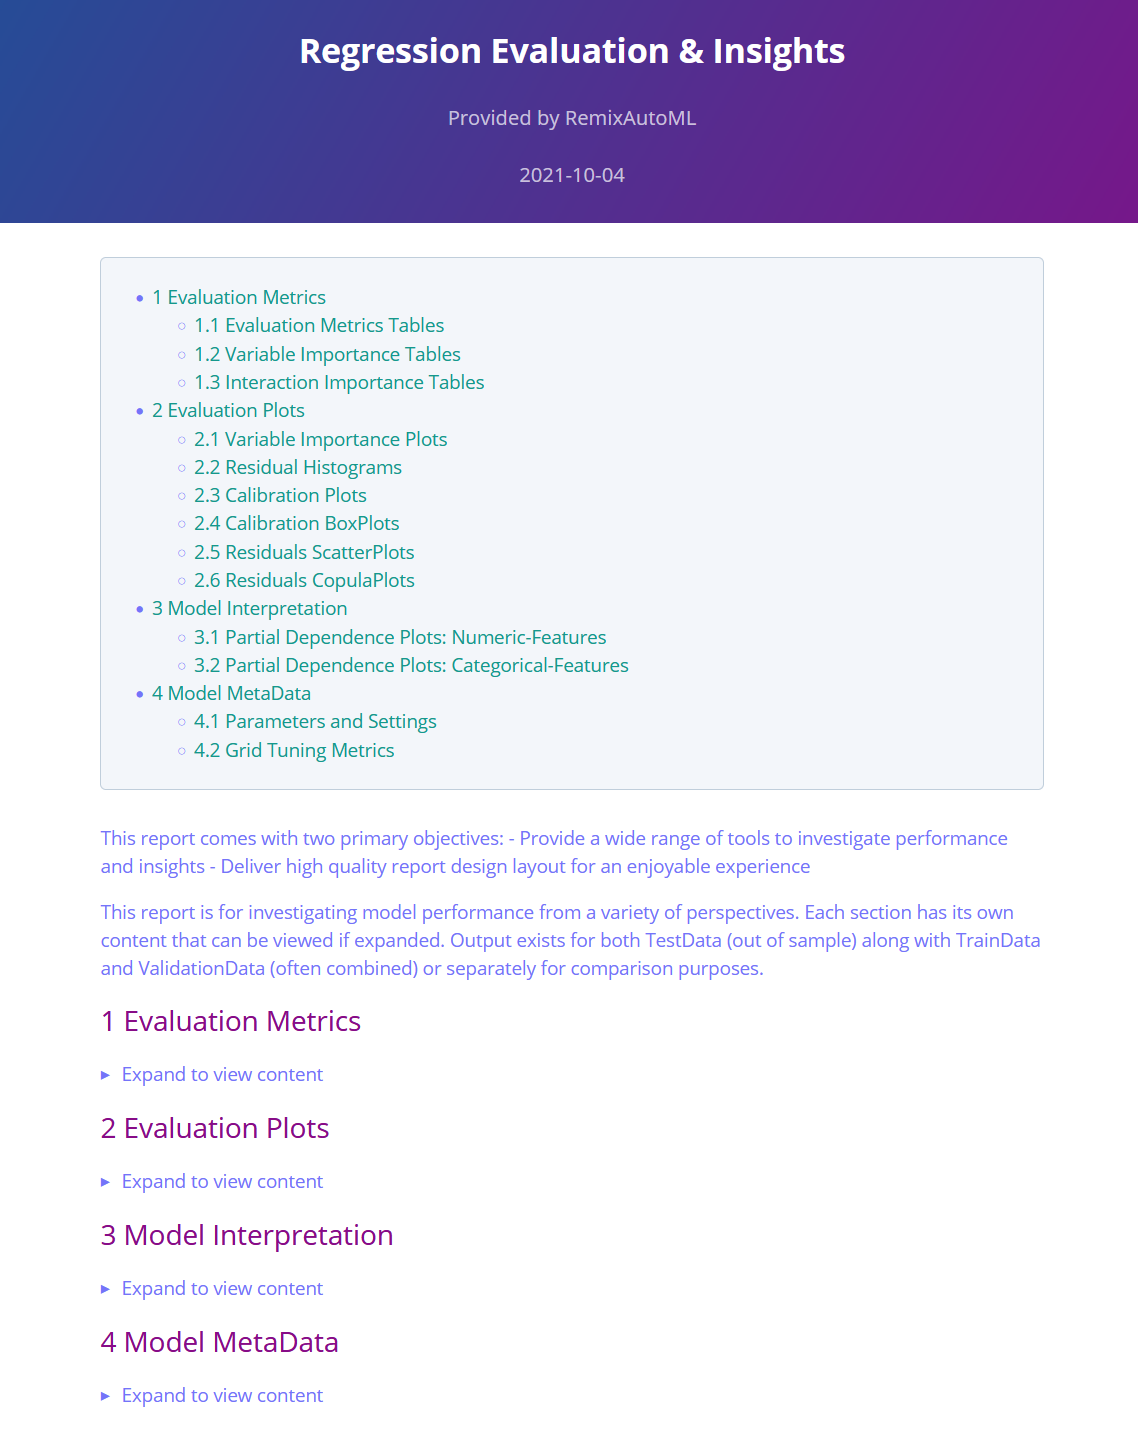 Regression Evaluation & Insights
Provided by RemixAutoML
2021-10-04
1 Evaluation Metrics
1.1 Evaluation Metrics Tables
1.2 Variable Importance Tables
1.3 Interaction Importance Tables
2 Evaluation Plots
2.1 Variable Importance Plots
2.2 Residual Histograms
2.3 Calibration Plots
2.4 Calibration BoxPlots
2.5 Residuals ScatterPlots
2.6 Residuals CopulaPlots
3 Model Interpretation
3.1 Partial Dependence Plots: Numeric-Features
3.2 Partial Dependence Plots: Categorical-Features
4 Model MetaData
4.1 Parameters and Settings
4.2 Grid Tuning Metrics
This report comes with two primary objectives: - Provide a wide range of tools to investigate performance
and insights - Deliver high quality report design layout for an enjoyable experience
This report is for investigating model performance from a variety of perspectives. Each section has its own
content that can be viewed if expanded. Output exists for both TestData (out of sample) along with TrainData
and ValidationData (often combined) or separately for comparison purposes.
1 Evaluation Metrics
Expand to view content
2 Evaluation Plots
Expand to view content
3 Model Interpretation
Expand to view content
4 Model MetaData
Expand to view content